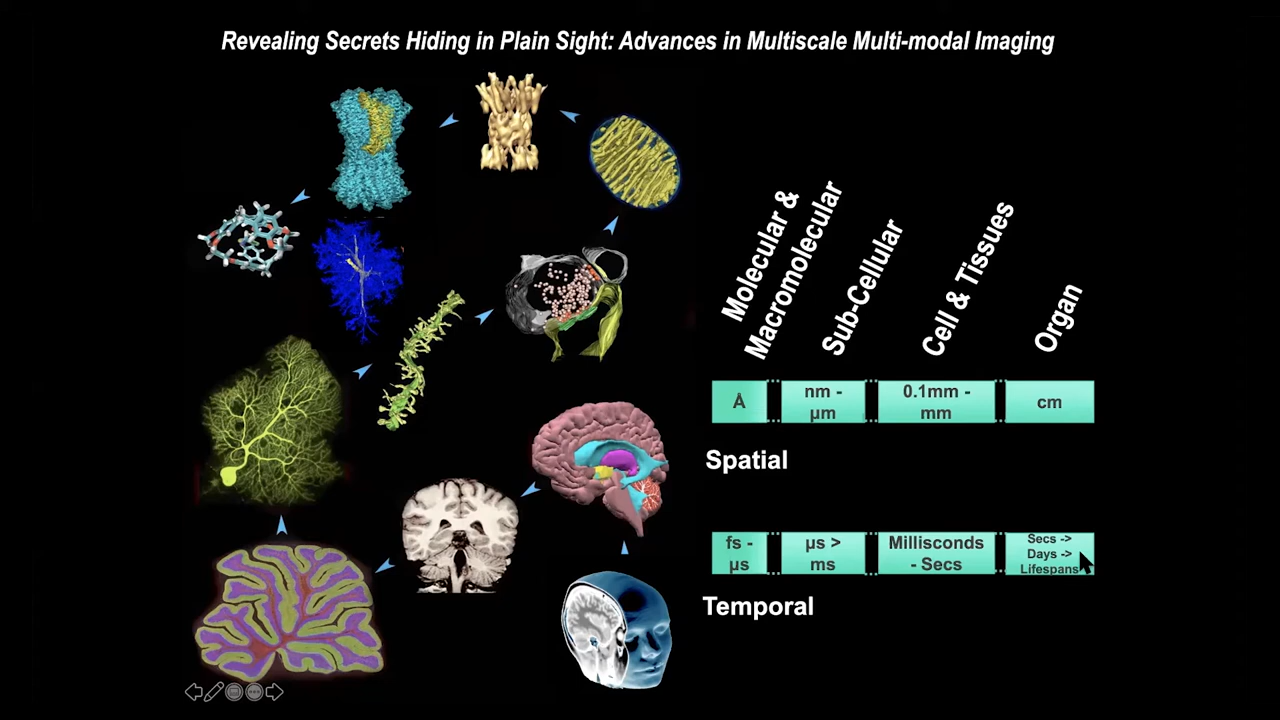 Revealing Secrets Hiding in Plain Sight: Advances in Multiscale Multi-modal Imaging
Molecular &
Macromolecular
Sub-Cellular
Cell & Tissues
Organ
Å
nm -
µm
0.1mm -
mm
cm
Spatial
fs -
µs
µs >
ms
Millisconds
- Secs
Secs ->
Days ->
Lifespans
Temporal